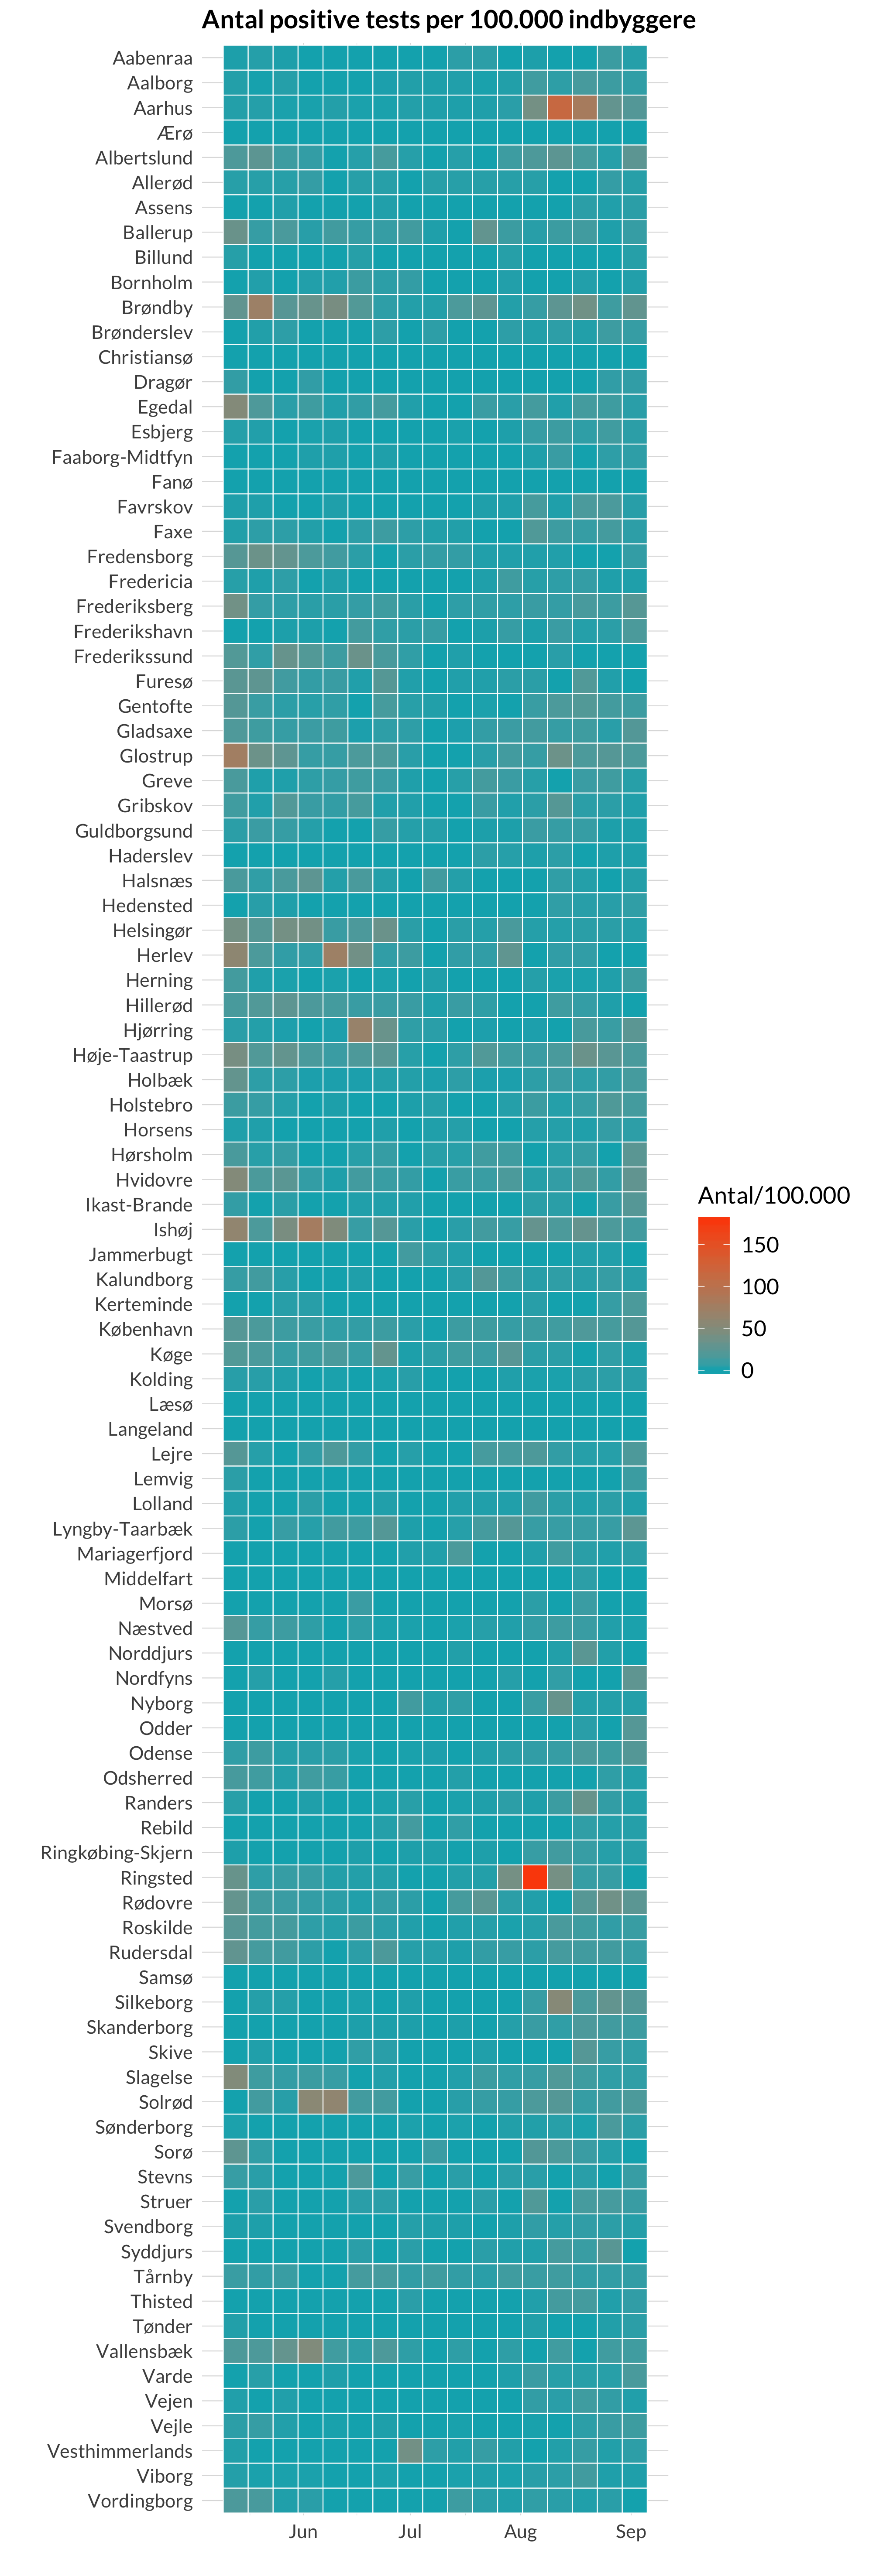 Antal positive tests per 100.000 indbyggere
Aabenraa
Aalborg
Aarhus
Ærø
Albertslund
Allerød
Assens
Ballerup
Billund
Bornholm
Brøndby
Brønderslev
Christiansø
Dragør
Egedal
Esbjerg
Faaborg-Midtfyn
Fanø
Favrskov
Faxe
Fredensborg
Fredericia
Frederiksberg
Frederikshavn
Frederikssund
Furesø
Gentofte
Gladsaxe
Glostrup
Greve
Gribskov
Guldborgsund
Haderslev
Halsnæs
Hedensted
Helsingør
Herlev
Herning
Hillerød
Hjørring
Høje-Taastrup
Holbæk
Holstebro
Horsens
Hørsholm
Hvidovre
Ikast-Brande
Ishøj
Jammerbugt
Kalundborg
Kerteminde
København
Køge
Kolding
Læsø
Langeland
Lejre
Lemvig
Lolland
Lyngby-Taarbæk
Mariagerfjord
Middelfart
Morsø
Næstved
Norddjurs
Nordfyns
Nyborg
Odder
Odense
Odsherred
Randers
Rebild
Ringkøbing-Skjern
Ringsted
Rødovre
Roskilde
Rudersdal
Samsø
Silkeborg
Skanderborg
Skive
Slagelse
Solrød
Sønderborg
Sorø
Stevns
Struer
Svendborg
Syddjurs
Tårnby
Thisted
Tønder
Vallensbæk
Varde
Vejen
Vejle
Vesthimmerlands
Viborg
Vordingborg
Jun Jul Aug Sep
Antal/100.000
150
100
50
0